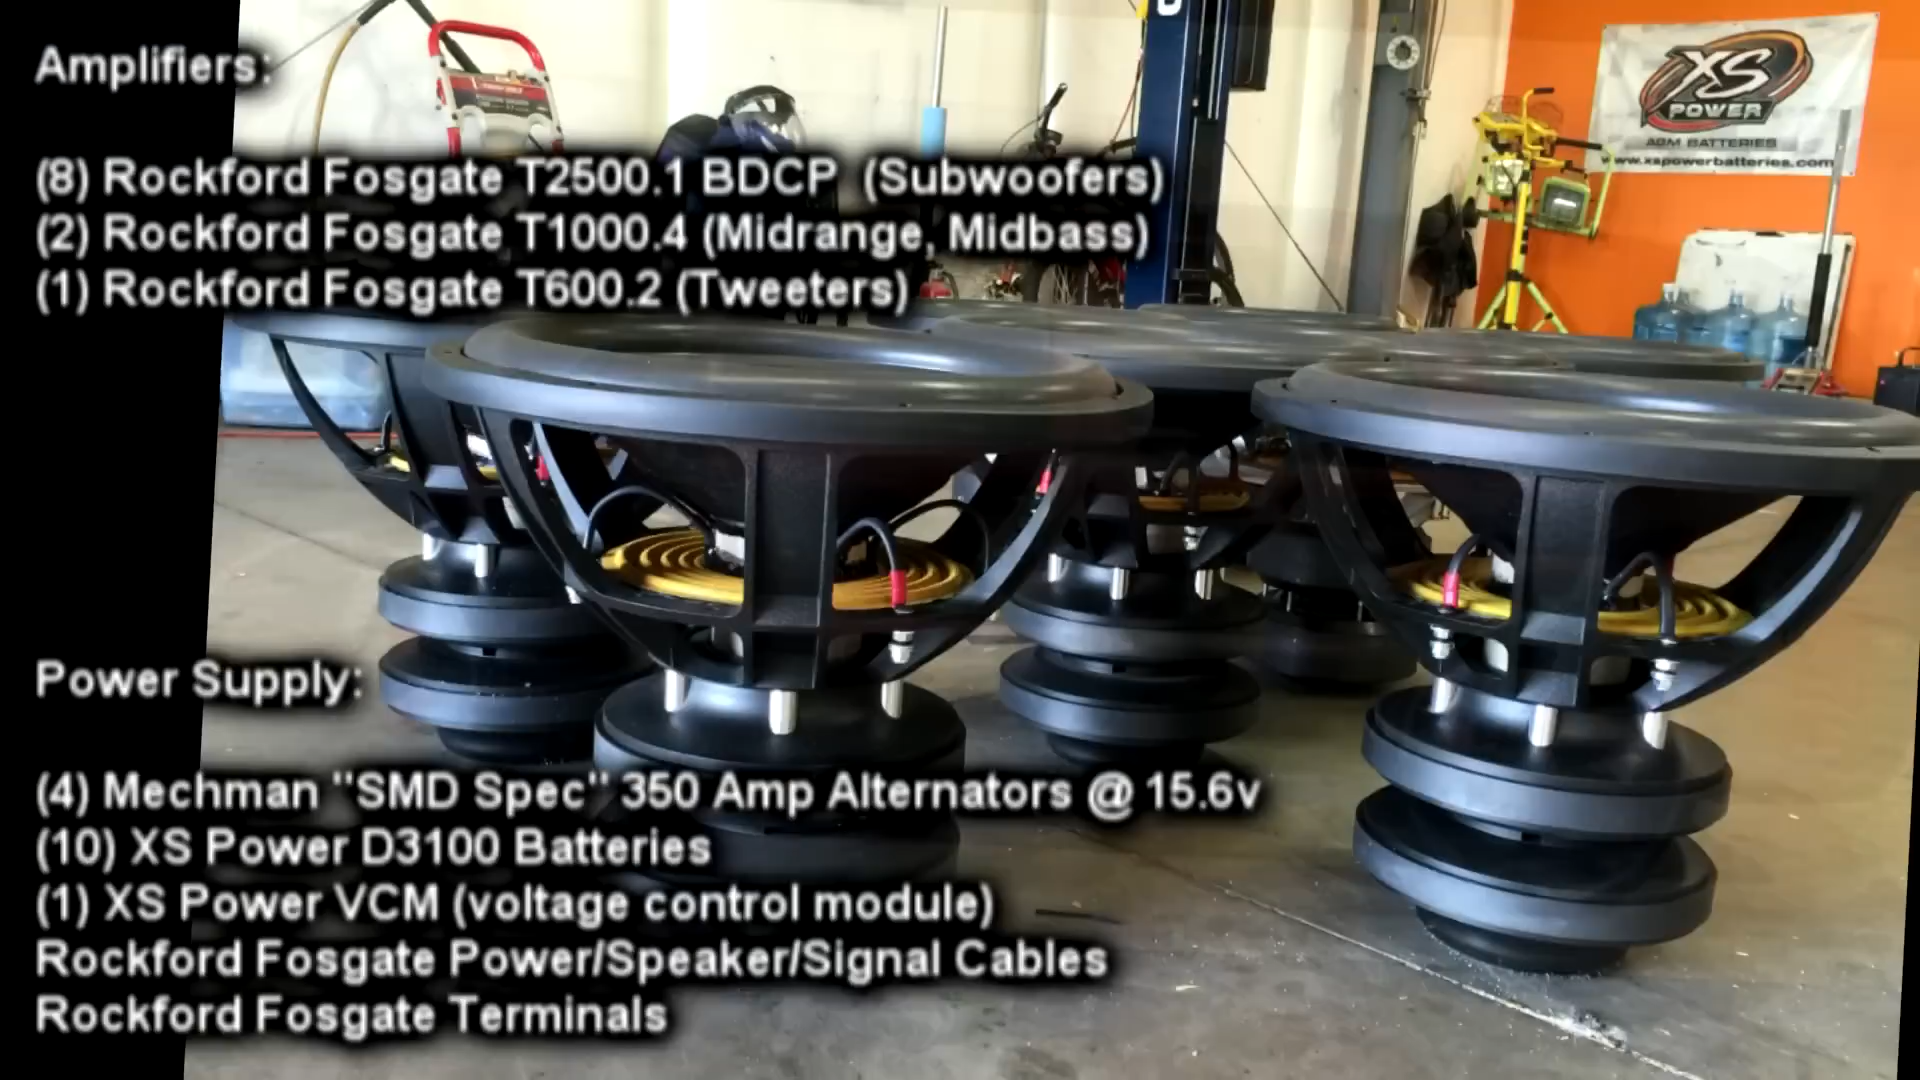 Amplifiers:
(8) Rockford Fosgate T2500.1 BDCP (Subwoofers)
(2) Rockford Fosgate T1000.4 (Midrange, Midbass)
(1) Rockford Fosgate T600.2 (Tweeters)
Power Supply:
(4) Mechman "SMD Spec" 350 Amp Alternators @ 15.6v
(10) XS Power D3100 Batteries
(1) XS Power VCM (voltage control module)
Rockford Fosgate Power/Speaker/Signal Cables
Rockford Fosgate Terminals
XS
POWER
AGM BATTERIES
www.xspowerbatteries.com